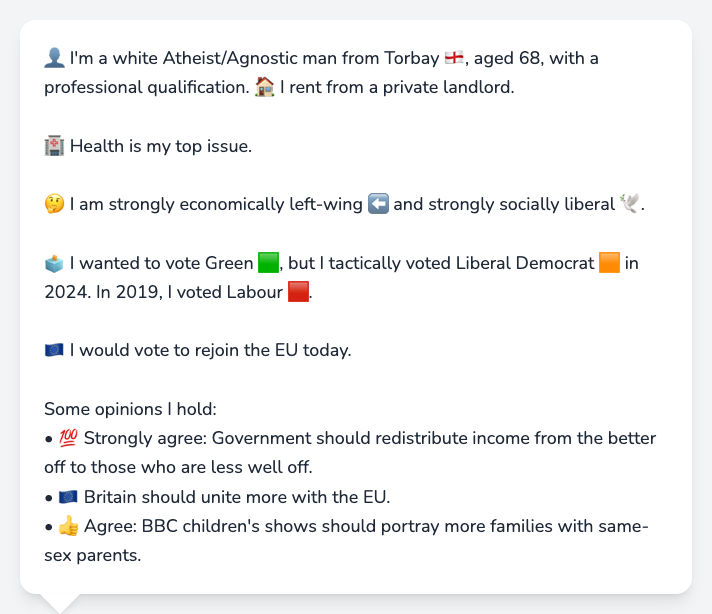 👤 I'm a white Atheist/Agnostic man from Torbay 🏴󠁧󠁢󠁥󠁮󠁧󠁿, aged 68, with a
professional qualification. 🏠 I rent from a private landlord.
🏥 Health is my top issue.
🤔 I am strongly economically left-wing ⬅️ and strongly socially liberal 🕊️.
🗳️ I wanted to vote Green 🟩, but I tactically voted Liberal Democrat 🟧 in
2024. In 2019, I voted Labour 🟥.
🇪🇺 I would vote to rejoin the EU today.
Some opinions I hold:
• 💯 Strongly agree: Government should redistribute income from the better
off to those who are less well off.
• 🇪🇺 Britain should unite more with the EU.
• 👍 Agree: BBC children's shows should portray more families with same-
sex parents.